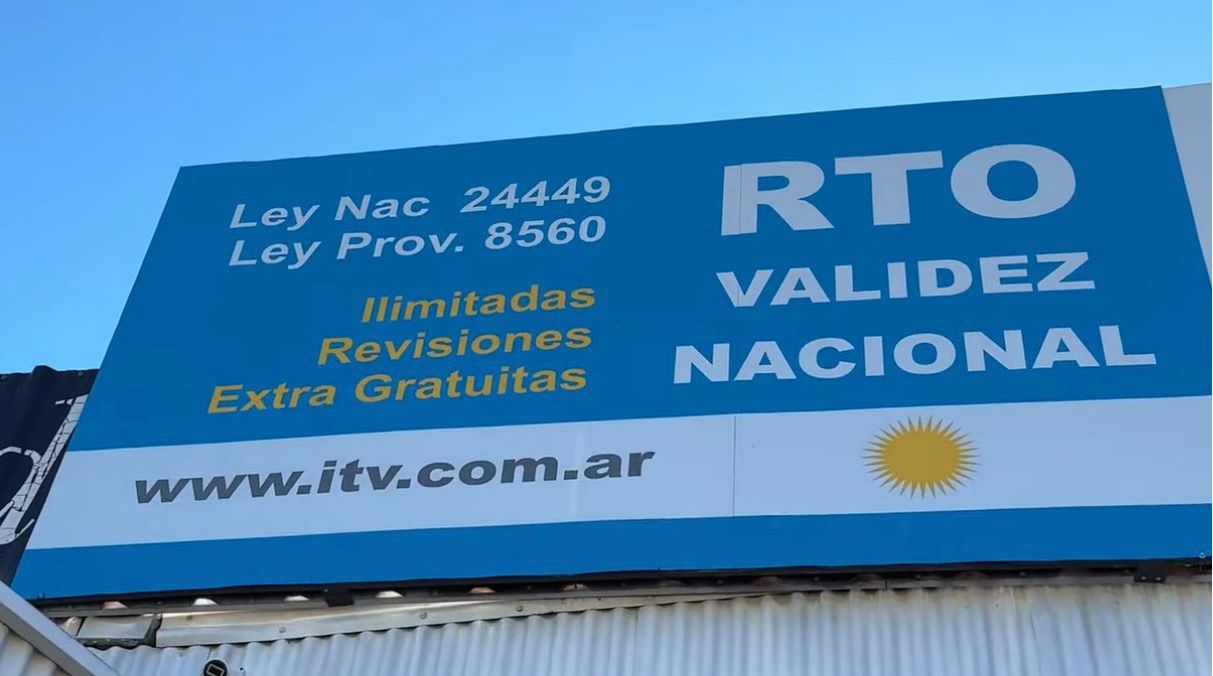 Ley Nac 24449
Ley Prov. 8560
Ilimitadas
Revisiones
Extra Gratuitas
www.itv.com.ar
RTO
VALIDEZ
NACIONAL